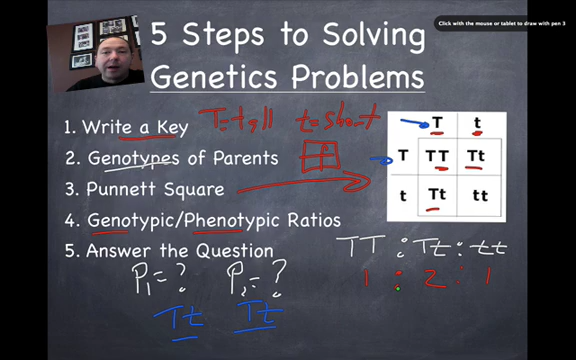 Click with the mouse or tablet to draw with pen 3
5 Steps to Solving
Genetics Problems
1. Write a Key
T=tall t=short
2. Genotypes of Parents
3. Punnett Square
4. Genotypic/Phenotypic Ratios
5. Answer the Question
P1=? P2=?
Tt Tt
T t
T TT Tt
t Tt tt
TT : Tt : tt
1 : 2 : 1